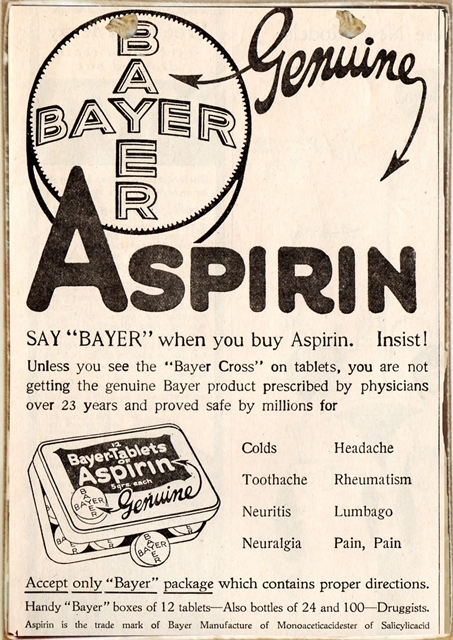 BAYER
BAYER
Genuine
ASPIRIN
SAY "BAYER" when you buy Aspirin. Insist!
Unless you see the "Bayer Cross" on tablets, you are not
getting the genuine Bayer product prescribed by physicians
over 23 years and proved safe by millions for
12
Bayer-Tablets
OF
Aspirin
5 grs. each
BAYER
BAYER
Genuine
BAYER
BAYER
Colds Headache
Toothache Rheumatism
Neuritis Lumbago
Neuralgia Pain, Pain
Accept only "Bayer" package which contains proper directions.
Handy "Bayer" boxes of 12 tablets—Also bottles of 24 and 100—Druggists.
Aspirin is the trade mark of Bayer Manufacture of Monoaceticacidester of Salicylicacid